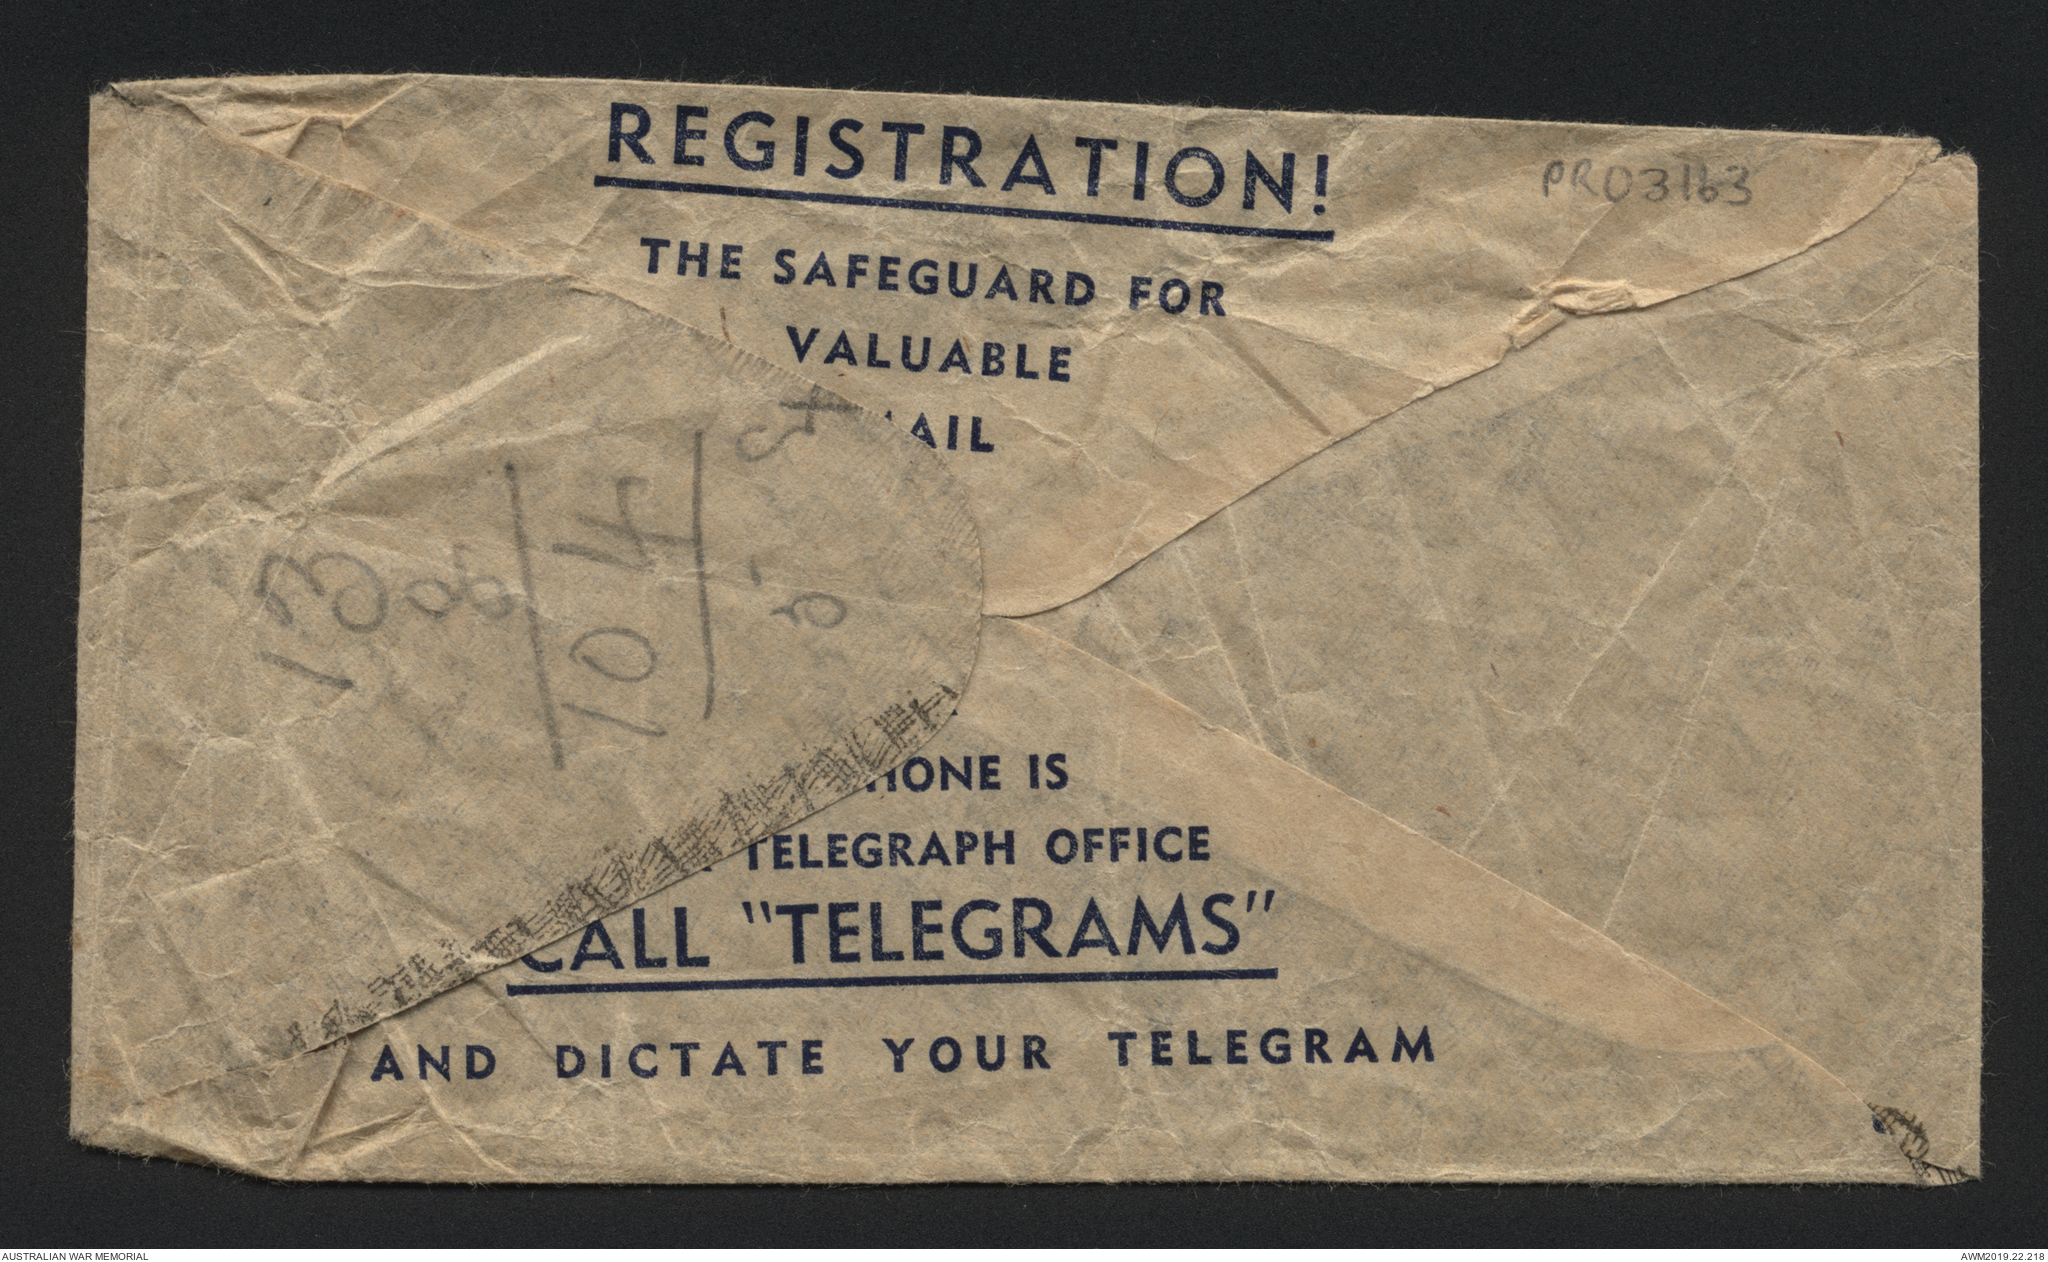 REGISTRATION!
PR03163
THE SAFEGUARD FOR
VALUABLE
AIL
13
HONE IS
TELEGRAPH OFFICE
CALL "TELEGRAMS"
AND DICTATE YOUR TELEGRAM
AUSTRALIAN WAR MEMORIAL
AWM2019.22.218